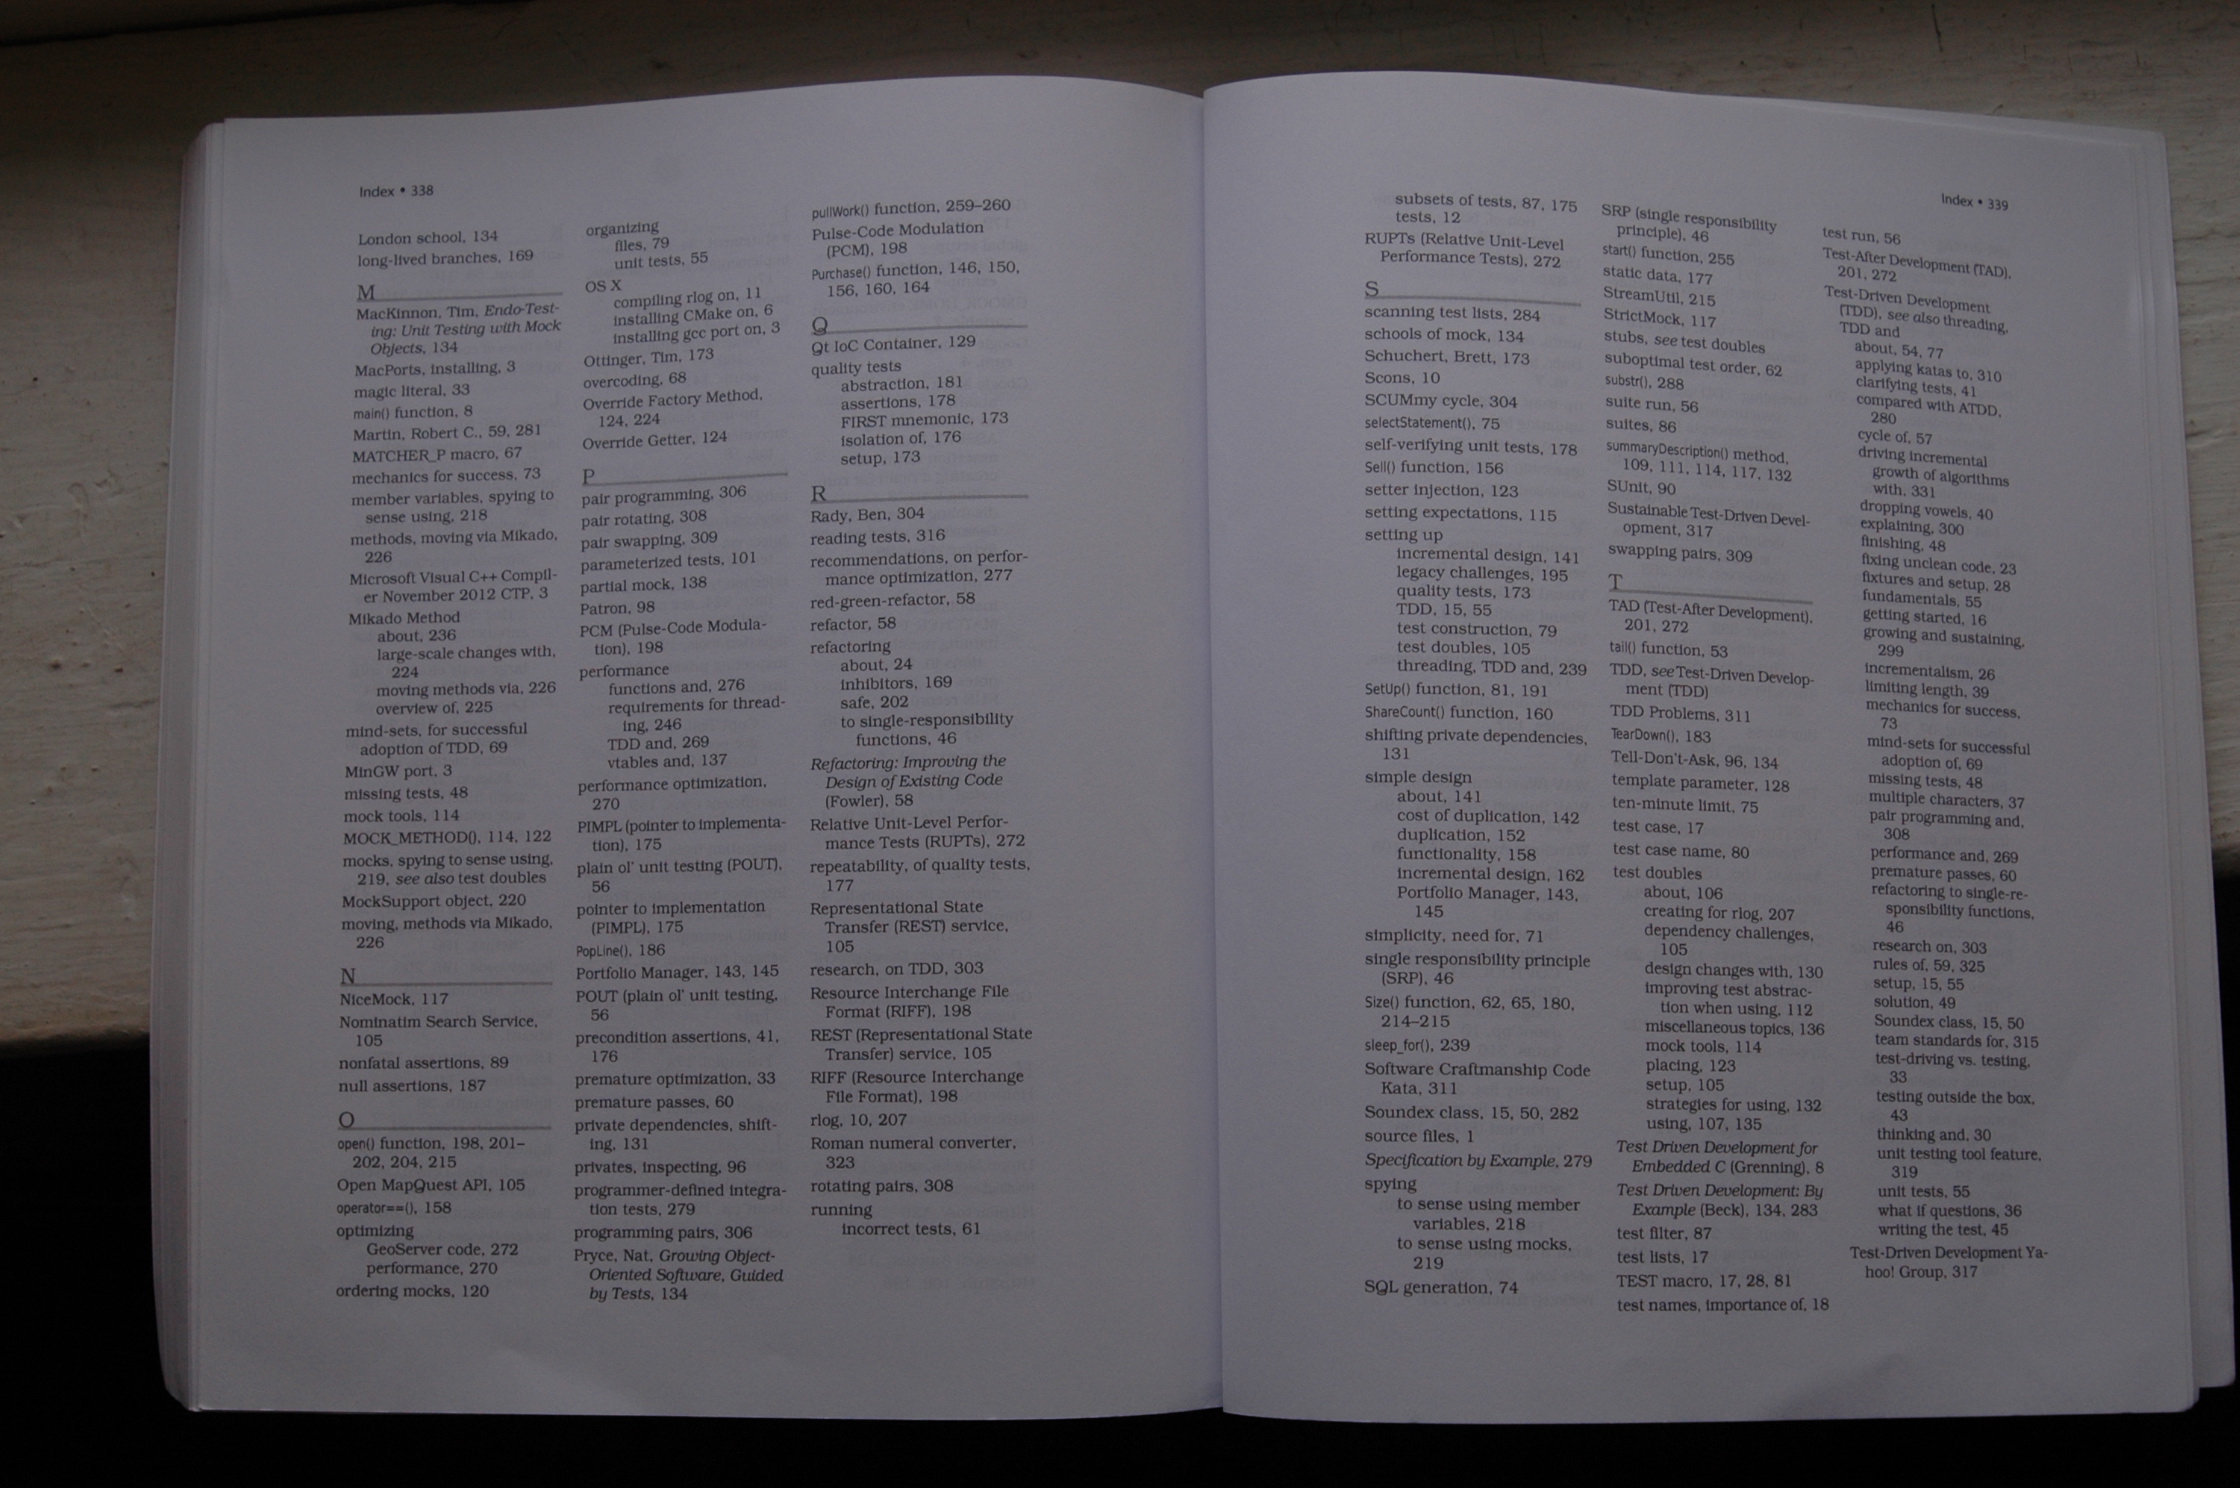 Index • 338
London school, 134
long-lived branches, 169
M
MacKinnon, Tim, Endo-Test-
ing: Unit Testing with Mock
Objects, 134
MacPorts, installing, 3
magic literal, 33
main() function, 8
Martin, Robert C., 59, 281
MATCHER_P macro, 67
mechanics for success, 73
member variables, spying to
sense using, 218
methods, moving via Mikado,
226
Microsoft Visual C++ Compil-
er November 2012 CTP, 3
Mikado Method
about, 236
large-scale changes with,
224
moving methods via, 226
overview of, 225
mind-sets, for successful
adoption of TDD, 69
MinGW port, 3
missing tests, 48
mock tools, 114
MOCK_METHOD(), 114, 122
mocks, spying to sense using,
219, see also test doubles
MockSupport object, 220
moving, methods via Mikado,
226
N
NiceMock, 117
Nominatim Search Service,
105
nonfatal assertions, 89
null assertions, 187
O
open() function, 198, 201–
202, 204, 215
Open MapQuest API, 105
operator==(), 158
optimizing
GeoServer code, 272
performance, 270
ordering mocks, 120
organizing
files, 79
unit tests, 55
OS X
compiling rlog on, 11
installing CMake on, 6
installing gcc port on, 3
Ottinger, Tim, 173
overcoding, 68
Override Factory Method,
124, 224
Override Getter, 124
P
pair programming, 306
pair rotating, 308
pair swapping, 309
parameterized tests, 101
partial mock, 138
Patron, 98
PCM (Pulse-Code Modula-
tion), 198
performance
functions and, 276
requirements for thread-
ing, 246
TDD and, 269
vtables and, 137
performance optimization,
270
PIMPL (pointer to implementa-
tion), 175
plain ol' unit testing (POUT),
56
pointer to implementation
(PIMPL), 175
PopLine(), 186
Portfolio Manager, 143, 145
POUT (plain ol' unit testing,
56
precondition assertions, 41,
176
premature optimization, 33
premature passes, 60
private dependencies, shift-
ing, 131
privates, inspecting, 96
programmer-defined integra-
tion tests, 279
programming pairs, 306
Pryce, Nat, Growing Object-
Oriented Software, Guided
by Tests, 134
pullWork() function, 259–260
Pulse-Code Modulation
(PCM), 198
Purchase() function, 146, 150,
156, 160, 164
Q
Qt IoC Container, 129
quality tests
abstraction, 181
assertions, 178
FIRST mnemonic, 173
isolation of, 176
setup, 173
R
Rady, Ben, 304
reading tests, 316
recommendations, on perfor-
mance optimization, 277
red-green-refactor, 58
refactor, 58
refactoring
about, 24
inhibitors, 169
safe, 202
to single-responsibility
functions, 46
Refactoring: Improving the
Design of Existing Code
(Fowler), 58
Relative Unit-Level Perfor-
mance Tests (RUPTs), 272
repeatability, of quality tests,
177
Representational State
Transfer (REST) service,
105
research, on TDD, 303
Resource Interchange File
Format (RIFF), 198
REST (Representational State
Transfer) service, 105
RIFF (Resource Interchange
File Format), 198
rlog, 10, 207
Roman numeral converter,
323
rotating pairs, 308
running
incorrect tests, 61
Index • 339
subsets of tests, 87, 175
tests, 12
RUPTs (Relative Unit-Level
Performance Tests), 272
S
scanning test lists, 284
schools of mock, 134
Schuchert, Brett, 173
Scons, 10
SCUMmy cycle, 304
selectStatement(), 75
self-verifying unit tests, 178
Sell() function, 156
setter injection, 123
setting expectations, 115
setting up
incremental design, 141
legacy challenges, 195
quality tests, 173
TDD, 15, 55
test construction, 79
test doubles, 105
threading, TDD and, 239
SetUp() function, 81, 191
ShareCount() function, 160
shifting private dependencies,
131
simple design
about, 141
cost of duplication, 142
duplication, 152
functionality, 158
incremental design, 162
Portfolio Manager, 143,
145
simplicity, need for, 71
single responsibility principle
(SRP), 46
Size() function, 62, 65, 180,
214–215
sleep_for(), 239
Software Craftmanship Code
Kata, 311
Soundex class, 15, 50, 282
source files, 1
Specification by Example, 279
spying
to sense using member
variables, 218
to sense using mocks,
219
SQL generation, 74
SRP (single responsibility
principle), 46
start() function, 255
static data, 177
StreamUtil, 215
StrictMock, 117
stubs, see test doubles
suboptimal test order, 62
substr(), 288
suite run, 56
suites, 86
summaryDescription() method,
109, 111, 114, 117, 132
SUnit, 90
Sustainable Test-Driven Devel-
opment, 317
swapping pairs, 309
T
TAD (Test-After Development),
201, 272
tail() function, 53
TDD, see Test-Driven Develop-
ment (TDD)
TDD Problems, 311
TearDown(), 183
Tell-Don't-Ask, 96, 134
template parameter, 128
ten-minute limit, 75
test case, 17
test case name, 80
test doubles
about, 106
creating for rlog, 207
dependency challenges,
105
design changes with, 130
improving test abstrac-
tion when using, 112
miscellaneous topics, 136
mock tools, 114
placing, 123
setup, 105
strategies for using, 132
using, 107, 135
Test Driven Development for
Embedded C (Grenning), 8
Test Driven Development: By
Example (Beck), 134, 283
test filter, 87
test lists, 17
TEST macro, 17, 28, 81
test names, importance of, 18
test run, 56
Test-After Development (TAD),
201, 272
Test-Driven Development
(TDD), see also threading,
TDD and
about, 54, 77
applying katas to, 310
clarifying tests, 41
compared with ATDD,
280
cycle of, 57
driving incremental
growth of algorithms
with, 331
dropping vowels, 40
explaining, 300
finishing, 48
fixing unclean code, 23
fixtures and setup, 28
fundamentals, 55
getting started, 16
growing and sustaining,
299
incrementalism, 26
limiting length, 39
mechanics for success,
73
mind-sets for successful
adoption of, 69
missing tests, 48
multiple characters, 37
pair programming and,
308
performance and, 269
premature passes, 60
refactoring to single-re-
sponsibility functions,
46
research on, 303
rules of, 59, 325
setup, 15, 55
solution, 49
Soundex class, 15, 50
team standards for, 315
test-driving vs. testing,
33
testing outside the box,
43
thinking and, 30
unit testing tool feature,
319
unit tests, 55
what if questions, 36
writing the test, 45
Test-Driven Development Ya-
hoo! Group, 317